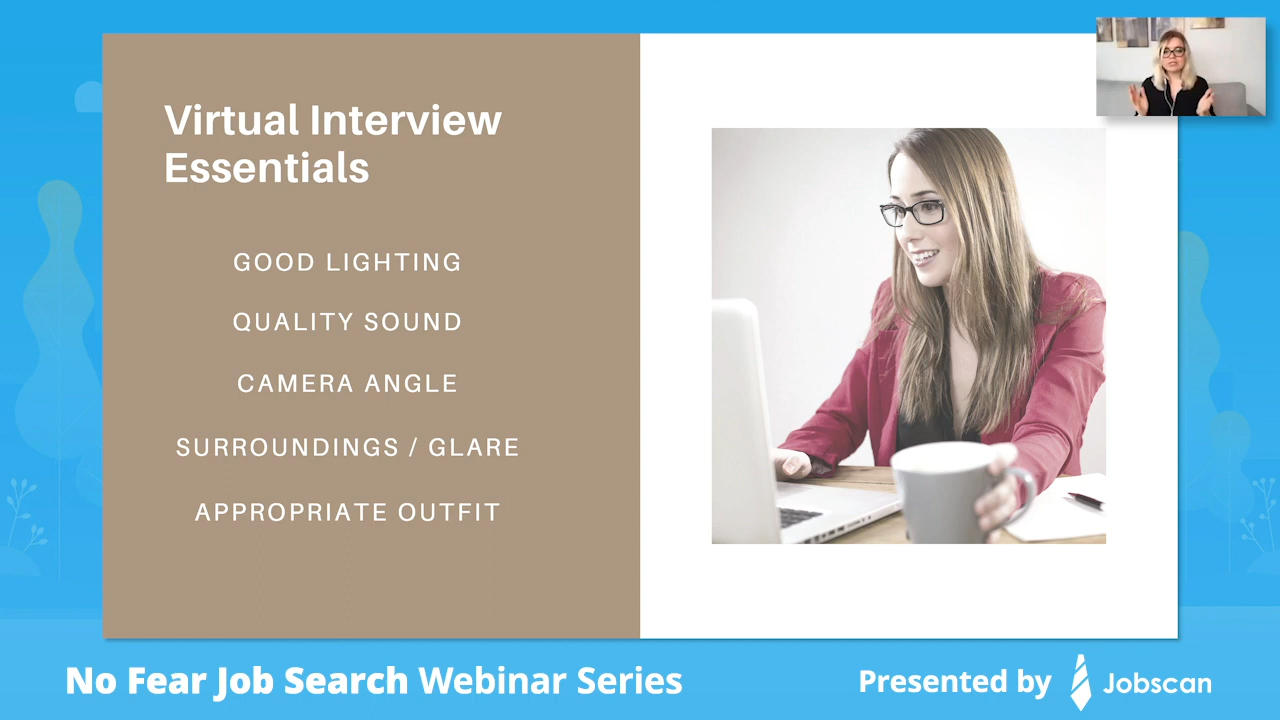 Virtual Interview
Essentials
GOOD LIGHTING
QUALITY SOUND
CAMERA ANGLE
SURROUNDINGS / GLARE
APPROPRIATE OUTFIT
No Fear Job Search Webinar Series
Presented by Jobscan